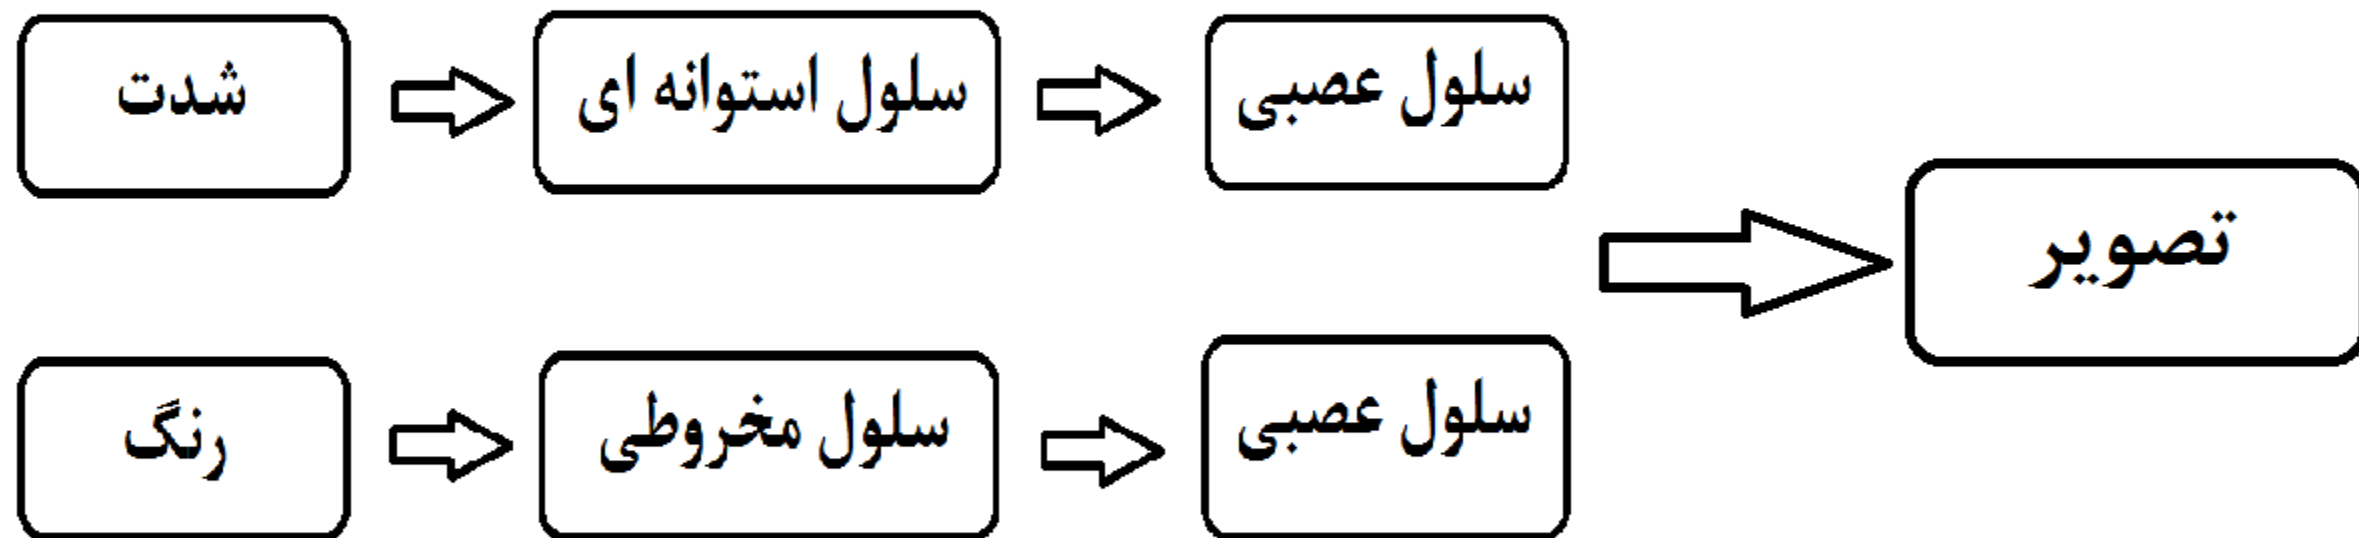 شدت
سلول استوانه ای
سلول عصبی
تصویر
رنگ
سلول مخروطی
سلول عصبی